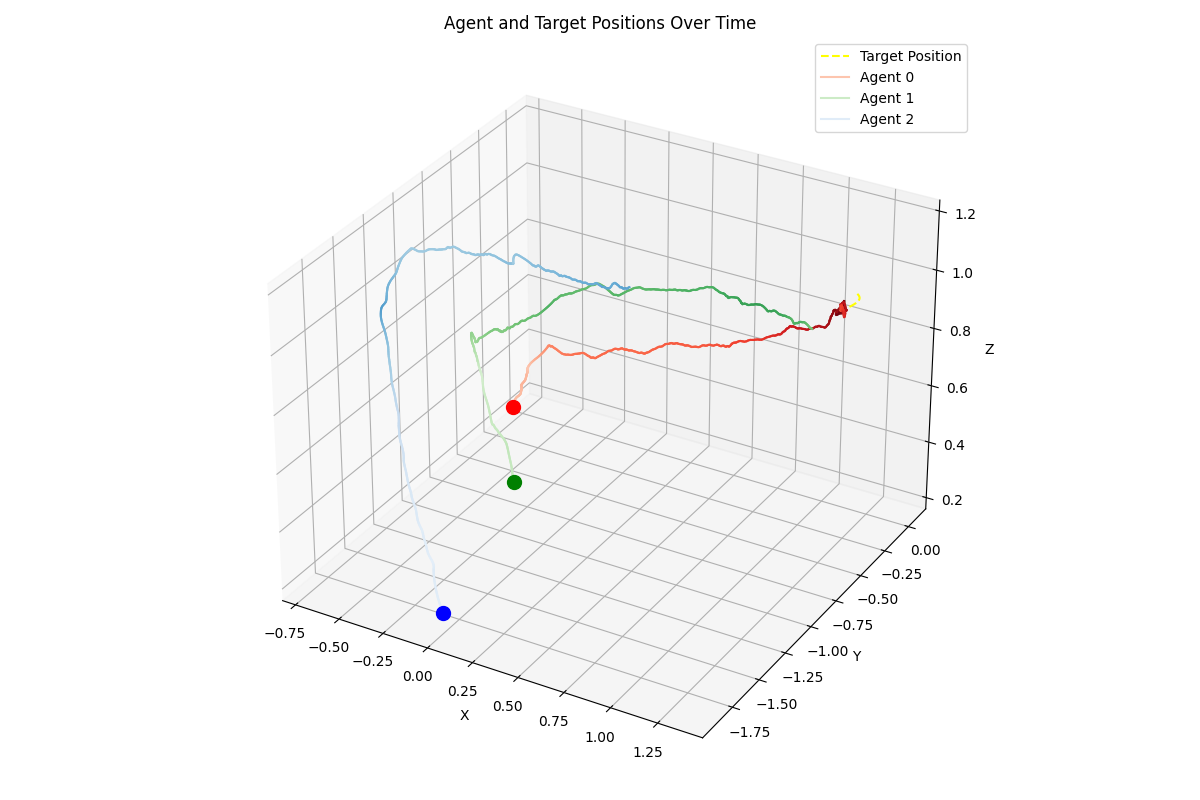 Agent and Target Positions Over Time
Target Position
Agent 0
Agent 1
Agent 2
1.2
1.0
0.8
Z
0.6
0.4
0.2
0.00
−0.25
−0.50
−0.75
−1.00
Y
−1.25
−1.50
−1.75
−0.75
−0.50
−0.25
0.00
0.25
X
0.50
0.75
1.00
1.25